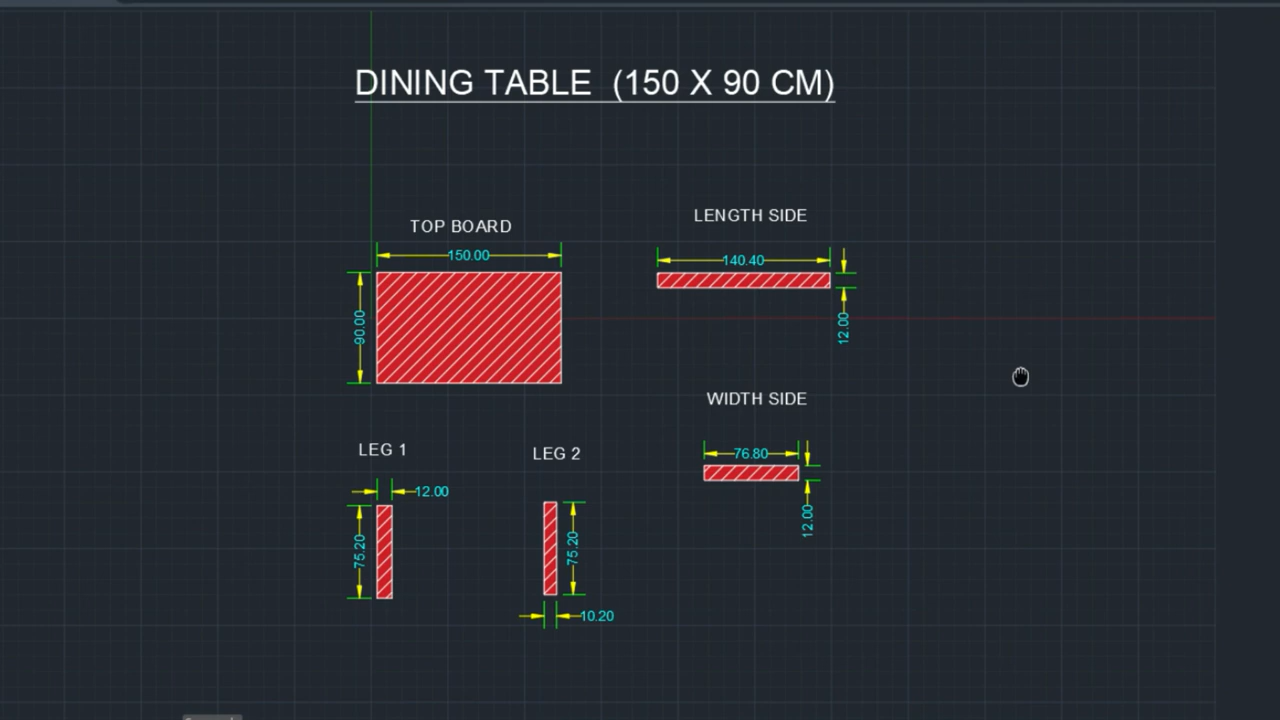 DINING TABLE (150 X 90 CM)
LENGTH SIDE
TOP BOARD
150.00
140.40
90.00
12.00
WIDTH SIDE
LEG 1
LEG 2
76.80
12.00
12.00
75.20
75.20
10.20